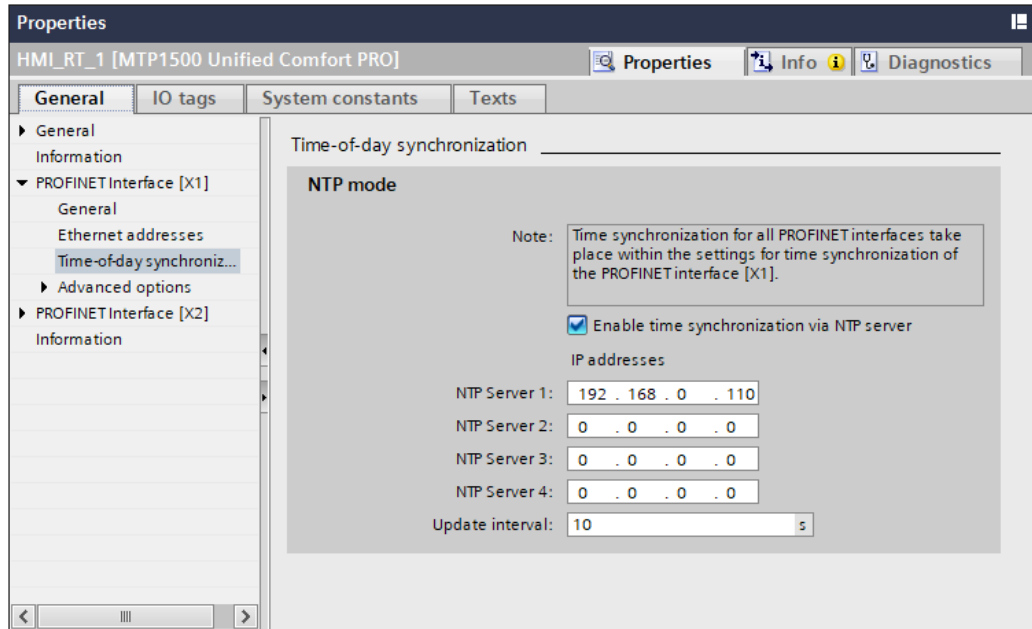 Properties
HMI_RT_1 [MTP1500 Unified Comfort PRO]
Properties
Info
Diagnostics
General
IO tags
System constants
Texts
General
Information
PROFINET Interface [X1]
General
Ethernet addresses
Time-of-day synchroniz...
Advanced options
PROFINET Interface [X2]
Information
Time-of-day synchronization
NTP mode
Note:
Time synchronization for all PROFINET interfaces take
place within the settings for time synchronization of
the PROFINET interface [X1].
Enable time synchronization via NTP server
IP addresses
NTP Server 1: 192 . 168 . 0 . 110
NTP Server 2: 0 . 0 . 0 . 0
NTP Server 3: 0 . 0 . 0 . 0
NTP Server 4: 0 . 0 . 0 . 0
Update interval: 10 s